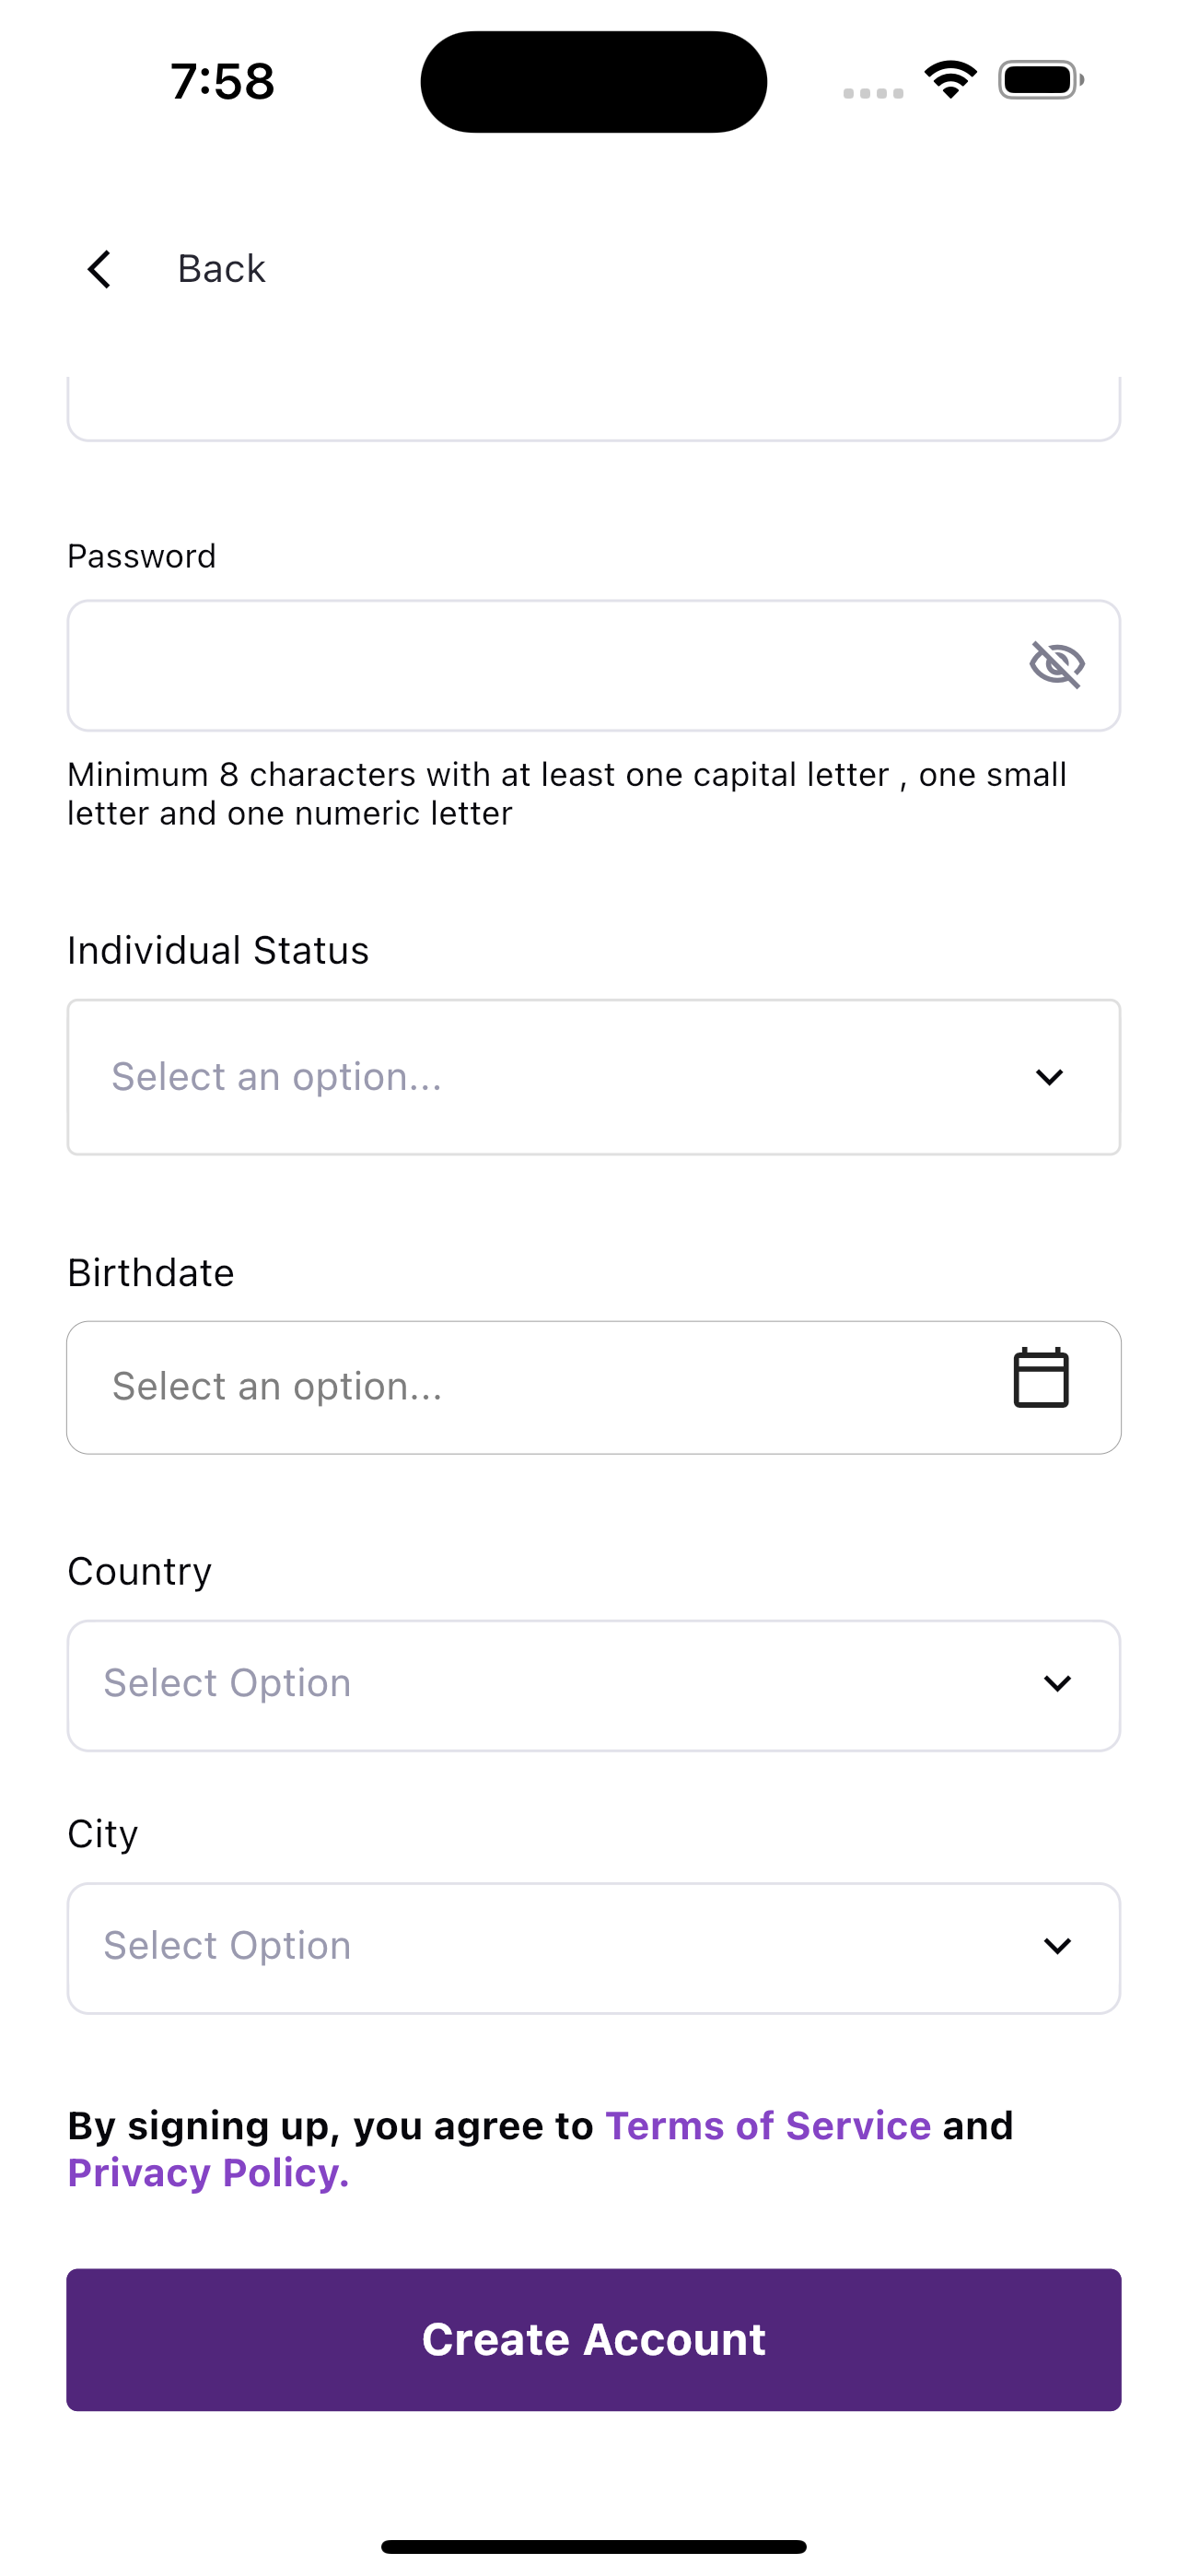 7:58
Back
Password
Minimum 8 characters with at least one capital letter , one small
letter and one numeric letter
Individual Status
Select an option...
Birthdate
Select an option...
Country
Select Option
City
Select Option
By signing up, you agree to Terms of Service and
Privacy Policy.
Create Account